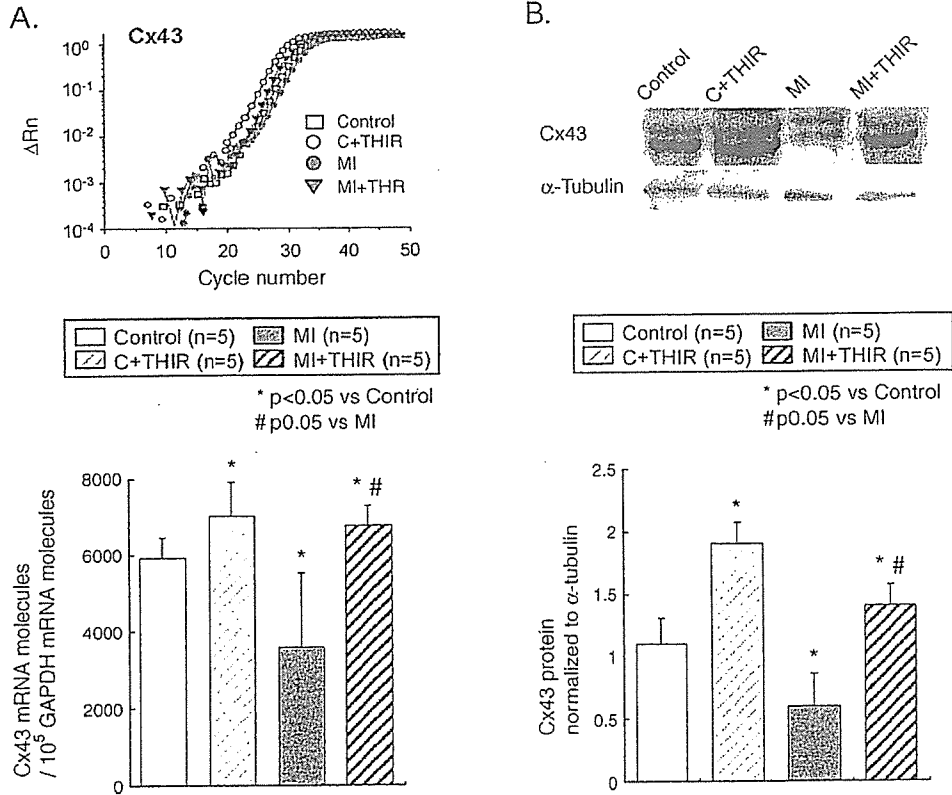 A.
Cx43
10⁰
10⁻¹
10⁻²
10⁻³
10⁻⁴
ΔRn
Control
C+THIR
MI
MI+THR
0 10 20 30 40 50
Cycle number
Control (n=5) MI (n=5)
C+THIR (n=5) MI+THIR (n=5)
* p<0.05 vs Control
# p0.05 vs MI
Cx43 mRNA molecules
/ 10⁵ GAPDH mRNA molecules
8000
6000
4000
2000
0
*
*
* #
B.
Control C+THIR MI MI+THIR
Cx43
α-Tubulin
Control (n=5) MI (n=5)
C+THIR (n=5) MI+THIR (n=5)
* p<0.05 vs Control
# p0.05 vs MI
Cx43 protein
normalized to α-tubulin
2.5
2
1.5
1
0.5
0
*
*
* #